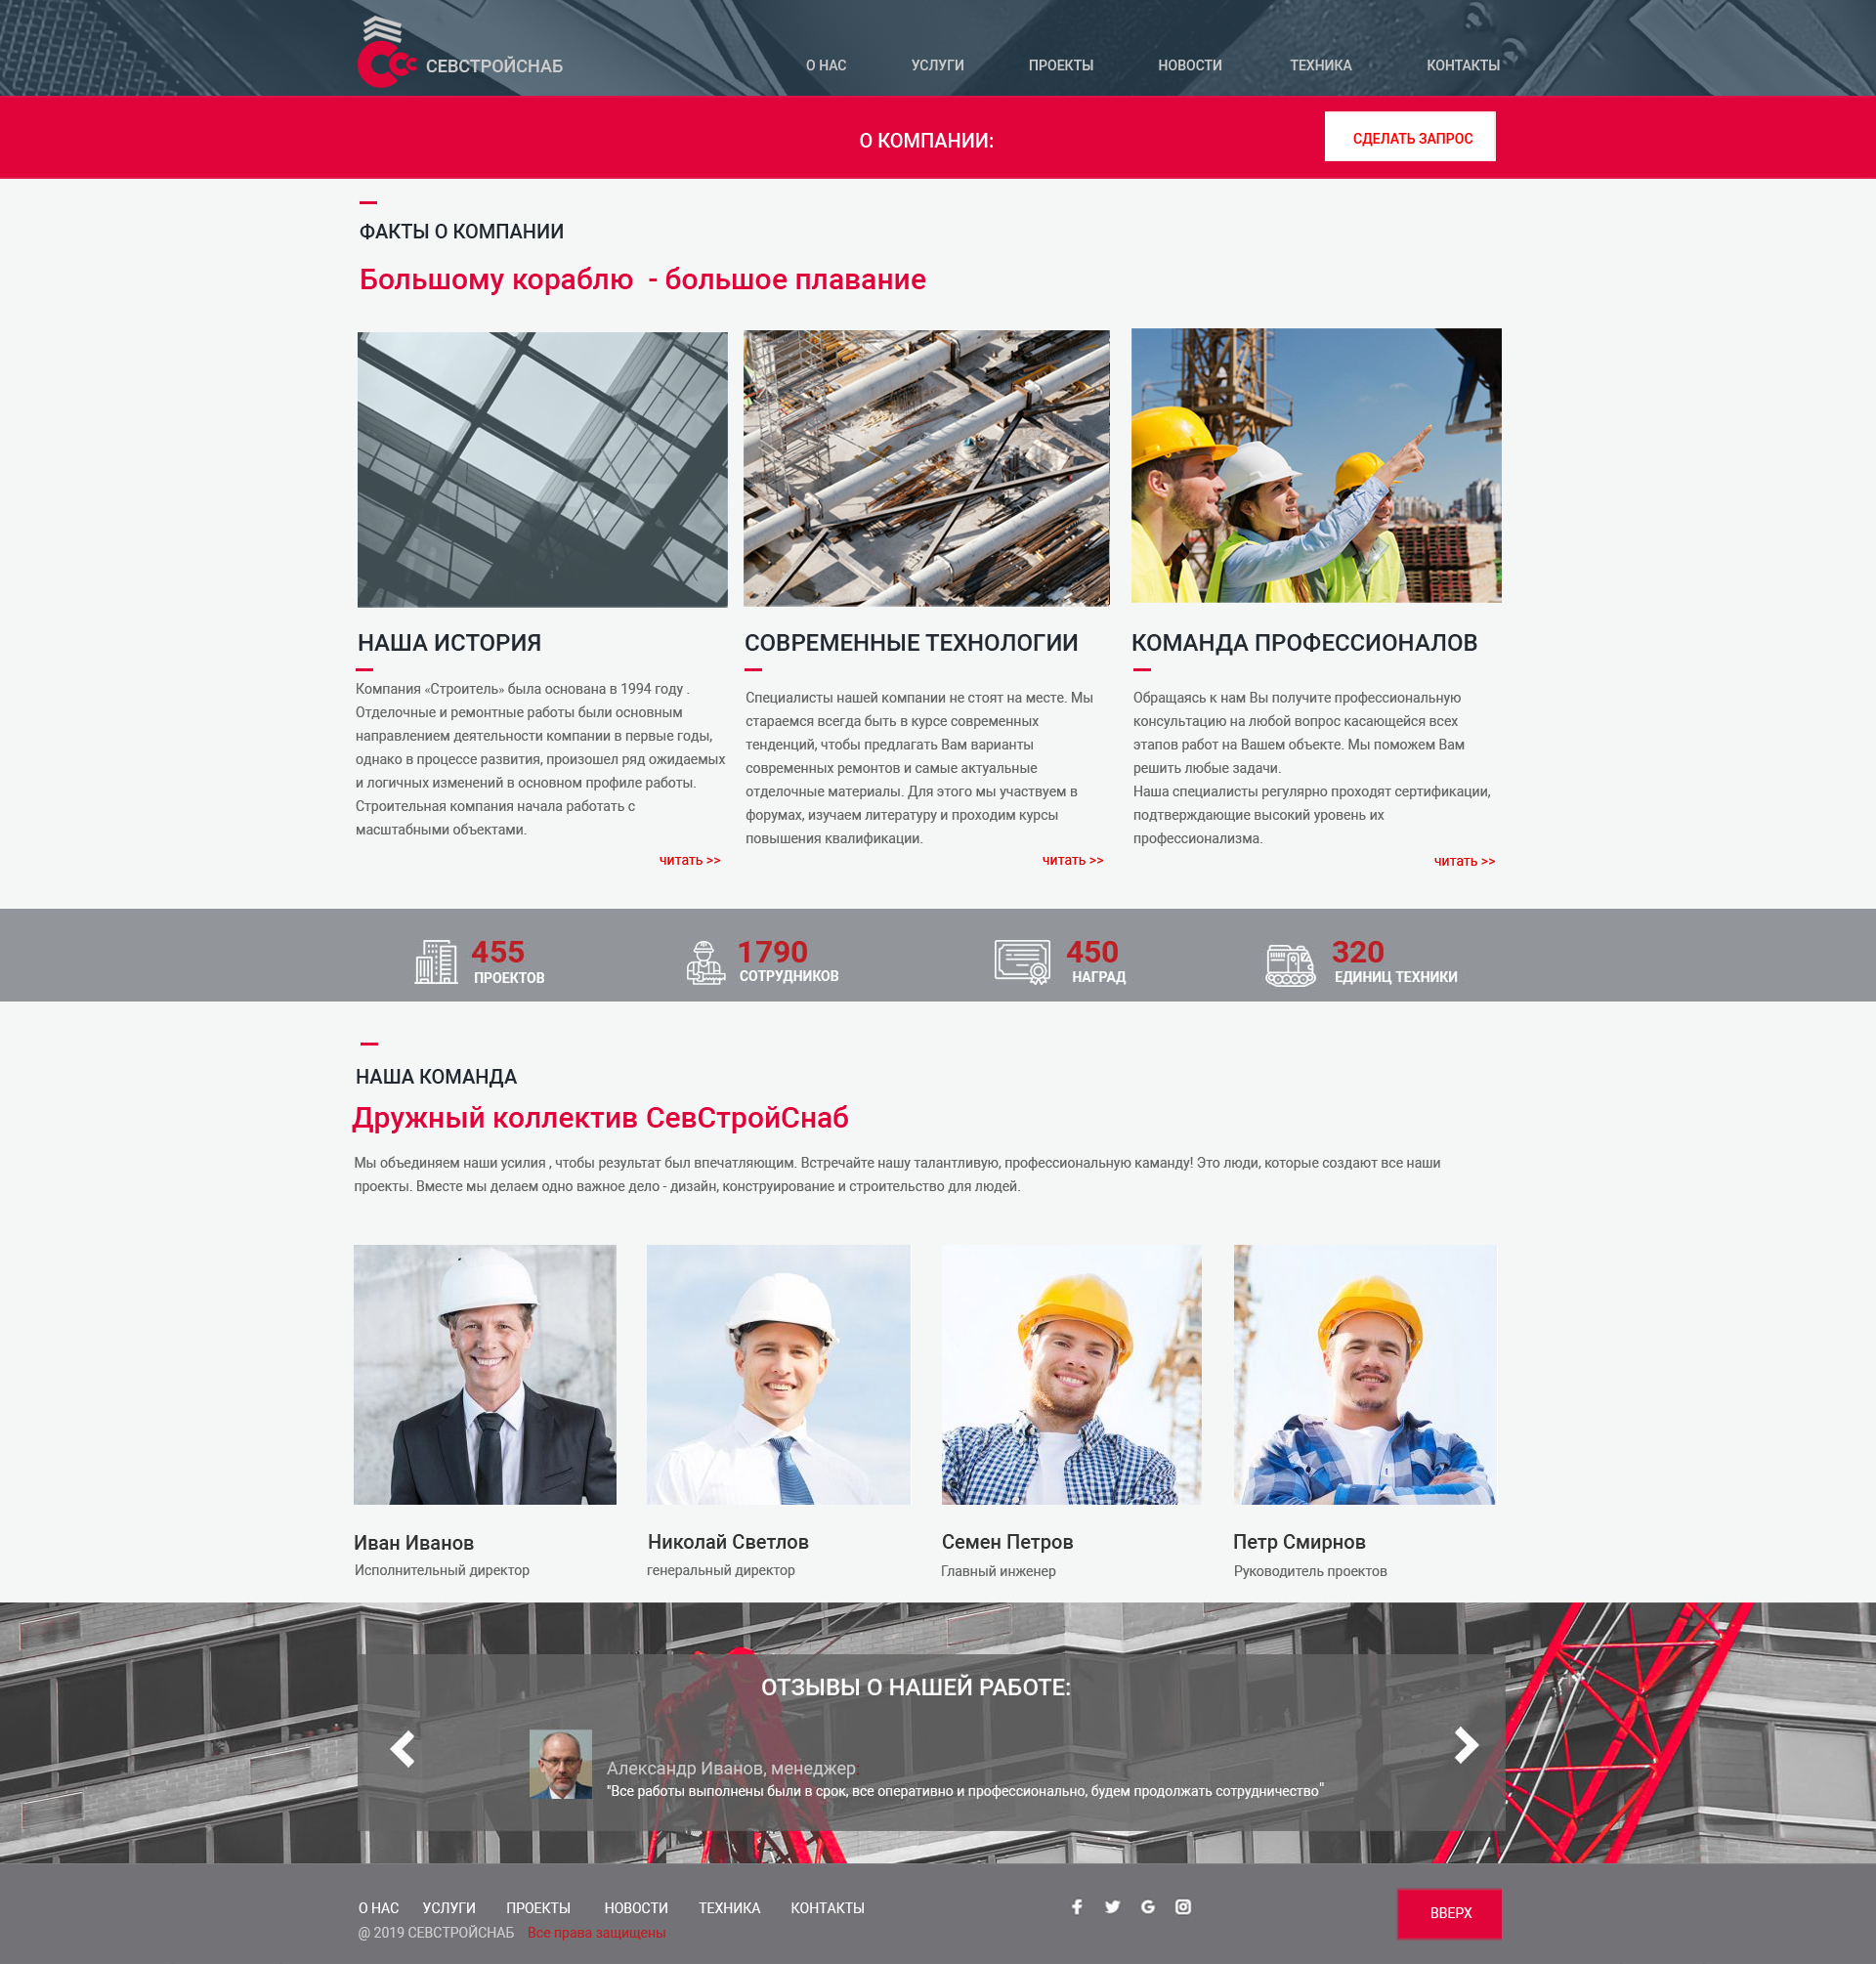 СЕВСТРОЙСНАБ
О НАС УСЛУГИ ПРОЕКТЫ НОВОСТИ ТЕХНИКА КОНТАКТЫ
О КОМПАНИИ:
СДЕЛАТЬ ЗАПРОС
ФАКТЫ О КОМПАНИИ
Большому кораблю - большое плавание
НАША ИСТОРИЯ
Компания «Строитель» была основана в 1994 году .
Отделочные и ремонтные работы были основным
направлением деятельности компании в первые годы,
однако в процессе развития, произошел ряд ожидаемых
и логичных изменений в основном профиле работы.
Строительная компания начала работать с
масштабными объектами.
читать >>
СОВРЕМЕННЫЕ ТЕХНОЛОГИИ
Специалисты нашей компании не стоят на месте. Мы
стараемся всегда быть в курсе современных
тенденций, чтобы предлагать Вам варианты
современных ремонтов и самые актуальные
отделочные материалы. Для этого мы участвуем в
форумах, изучаем литературу и проходим курсы
повышения квалификации.
читать >>
КОМАНДА ПРОФЕССИОНАЛОВ
Обращаясь к нам Вы получите профессиональную
консультацию на любой вопрос касающейся всех
этапов работ на Вашем объекте. Мы поможем Вам
решить любые задачи.
Наша специалисты регулярно проходят сертификации,
подтверждающие высокий уровень их
профессионализма.
читать >>
455
ПРОЕКТОВ
1790
СОТРУДНИКОВ
450
НАГРАД
320
ЕДИНИЦ ТЕХНИКИ
НАША КОМАНДА
Дружный коллектив СевСтройСнаб
Мы объединяем наши усилия , чтобы результат был впечатляющим. Встречайте нашу талантливую, профессиональную каманду! Это люди, которые создают все наши
проекты. Вместе мы делаем одно важное дело - дизайн, конструирование и строительство для людей.
Иван Иванов
Исполнительный директор
Николай Светлов
генеральный директор
Семен Петров
Главный инженер
Петр Смирнов
Руководитель проектов
ОТЗЫВЫ О НАШЕЙ РАБОТЕ:
Александр Иванов, менеджер:
"Все работы выполнены были в срок, все оперативно и профессионально, будем продолжать сотрудничество"
О НАС УСЛУГИ ПРОЕКТЫ НОВОСТИ ТЕХНИКА КОНТАКТЫ
@ 2019 СЕВСТРОЙСНАБ Все права защищены
ВВЕРХ